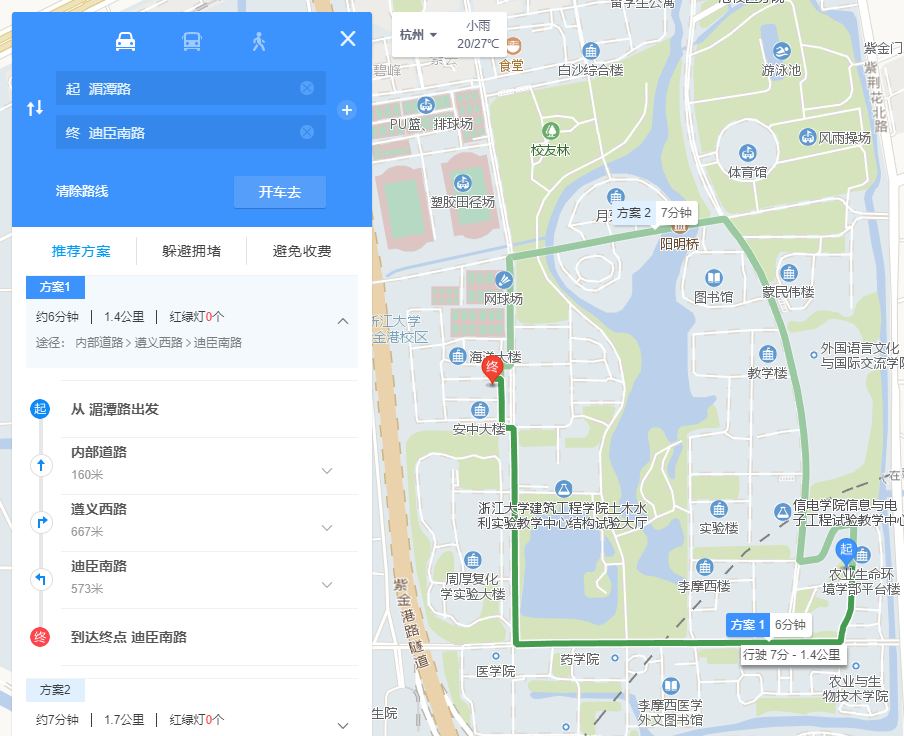 起 湄潭路
终 迪臣南路
清除路线
开车去
推荐方案
躲避拥堵
避免收费
方案1
约6分钟 | 1.4公里 | 红绿灯0个
途径： 内部道路 > 遵义西路 > 迪臣南路
起 从 湄潭路出发
内部道路
160米
遵义西路
667米
迪臣南路
573米
终 到达终点 迪臣南路
方案2
约7分钟 | 1.7公里 | 红绿灯0个
杭州
小雨
20/27℃
食堂
碧峰
白沙综合楼
游泳池
紫金门
紫荆花北路
PU篮、排球场
校友林
风雨操场
体育馆
塑胶田径场
方案 2 7分钟
阳明桥
网球场
图书馆
蒙民伟楼
浙江大学
金港校区
海洋大楼
终
外国语言文化
与国际交流学院
教学楼
安中大楼
浙江大学建筑工程学院土木水
利实验教学中心结构试验大厅
信电学院信息与电
子工程试验教学中心
实验楼
起
周厚复化
学实验大楼
李摩西楼
农业生命环
境学部平台楼
紫金港路隧道
方案 1 6分钟
行驶 7分 - 1.4公里
医学院
药学院
农业与生
物技术学院
李摩西医学
外文图书馆
生院